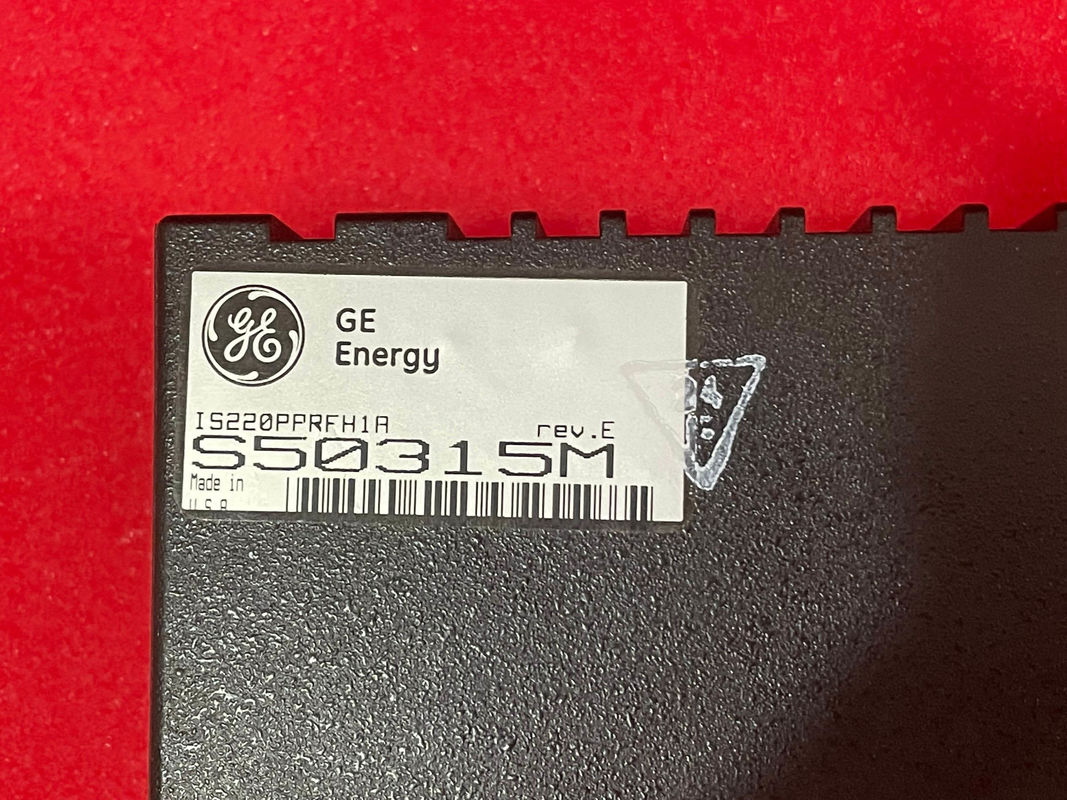 GE
GE
Energy
IS220PPRFH1A
rev.E
S50315M
Made in
U.S.A